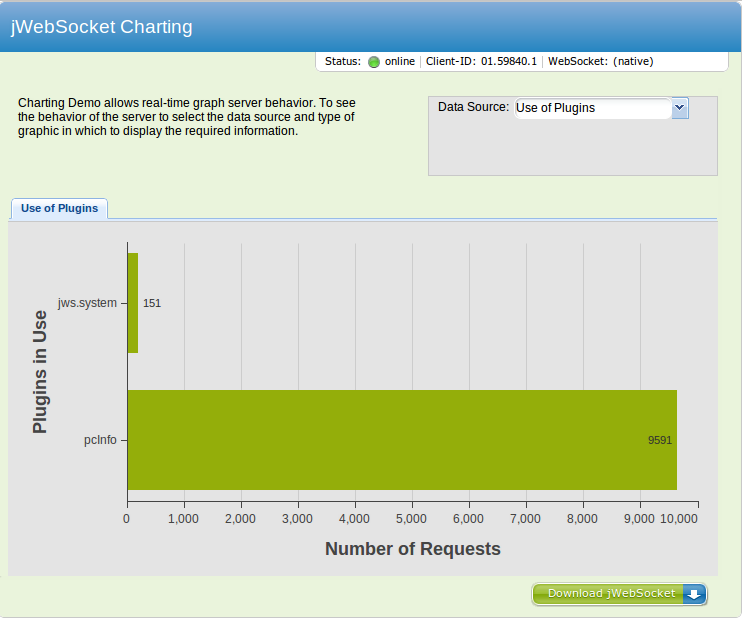 jWebSocket Charting
Status: online Client-ID: 01.59840.1 WebSocket: (native)
Charting Demo allows real-time graph server behavior. To see
the behavior of the server to select the data source and type of
graphic in which to display the required information.
Data Source: Use of Plugins
Use of Plugins
Plugins in Use
jws.system
151
pcInfo
9591
0 1,000 2,000 3,000 4,000 5,000 6,000 7,000 8,000 9,000 10,000
Number of Requests
Download jWebSocket